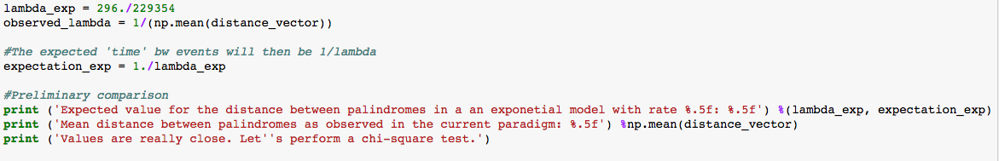 lambda_exp = 296./229354
observed_lambda = 1/(np.mean(distance_vector))
#The expected 'time' bw events will then be 1/lambda
expectation_exp = 1./lambda_exp
#Preliminary comparison
print ('Expected value for the distance between palindromes in a an exponetial model with rate %.5f: %.5f') %(lambda_exp, expectation_exp)
print ('Mean distance between palindromes as observed in the current paradigm: %.5f') %np.mean(distance_vector)
print ('Values are really close. Let''s perform a chi-square test.')